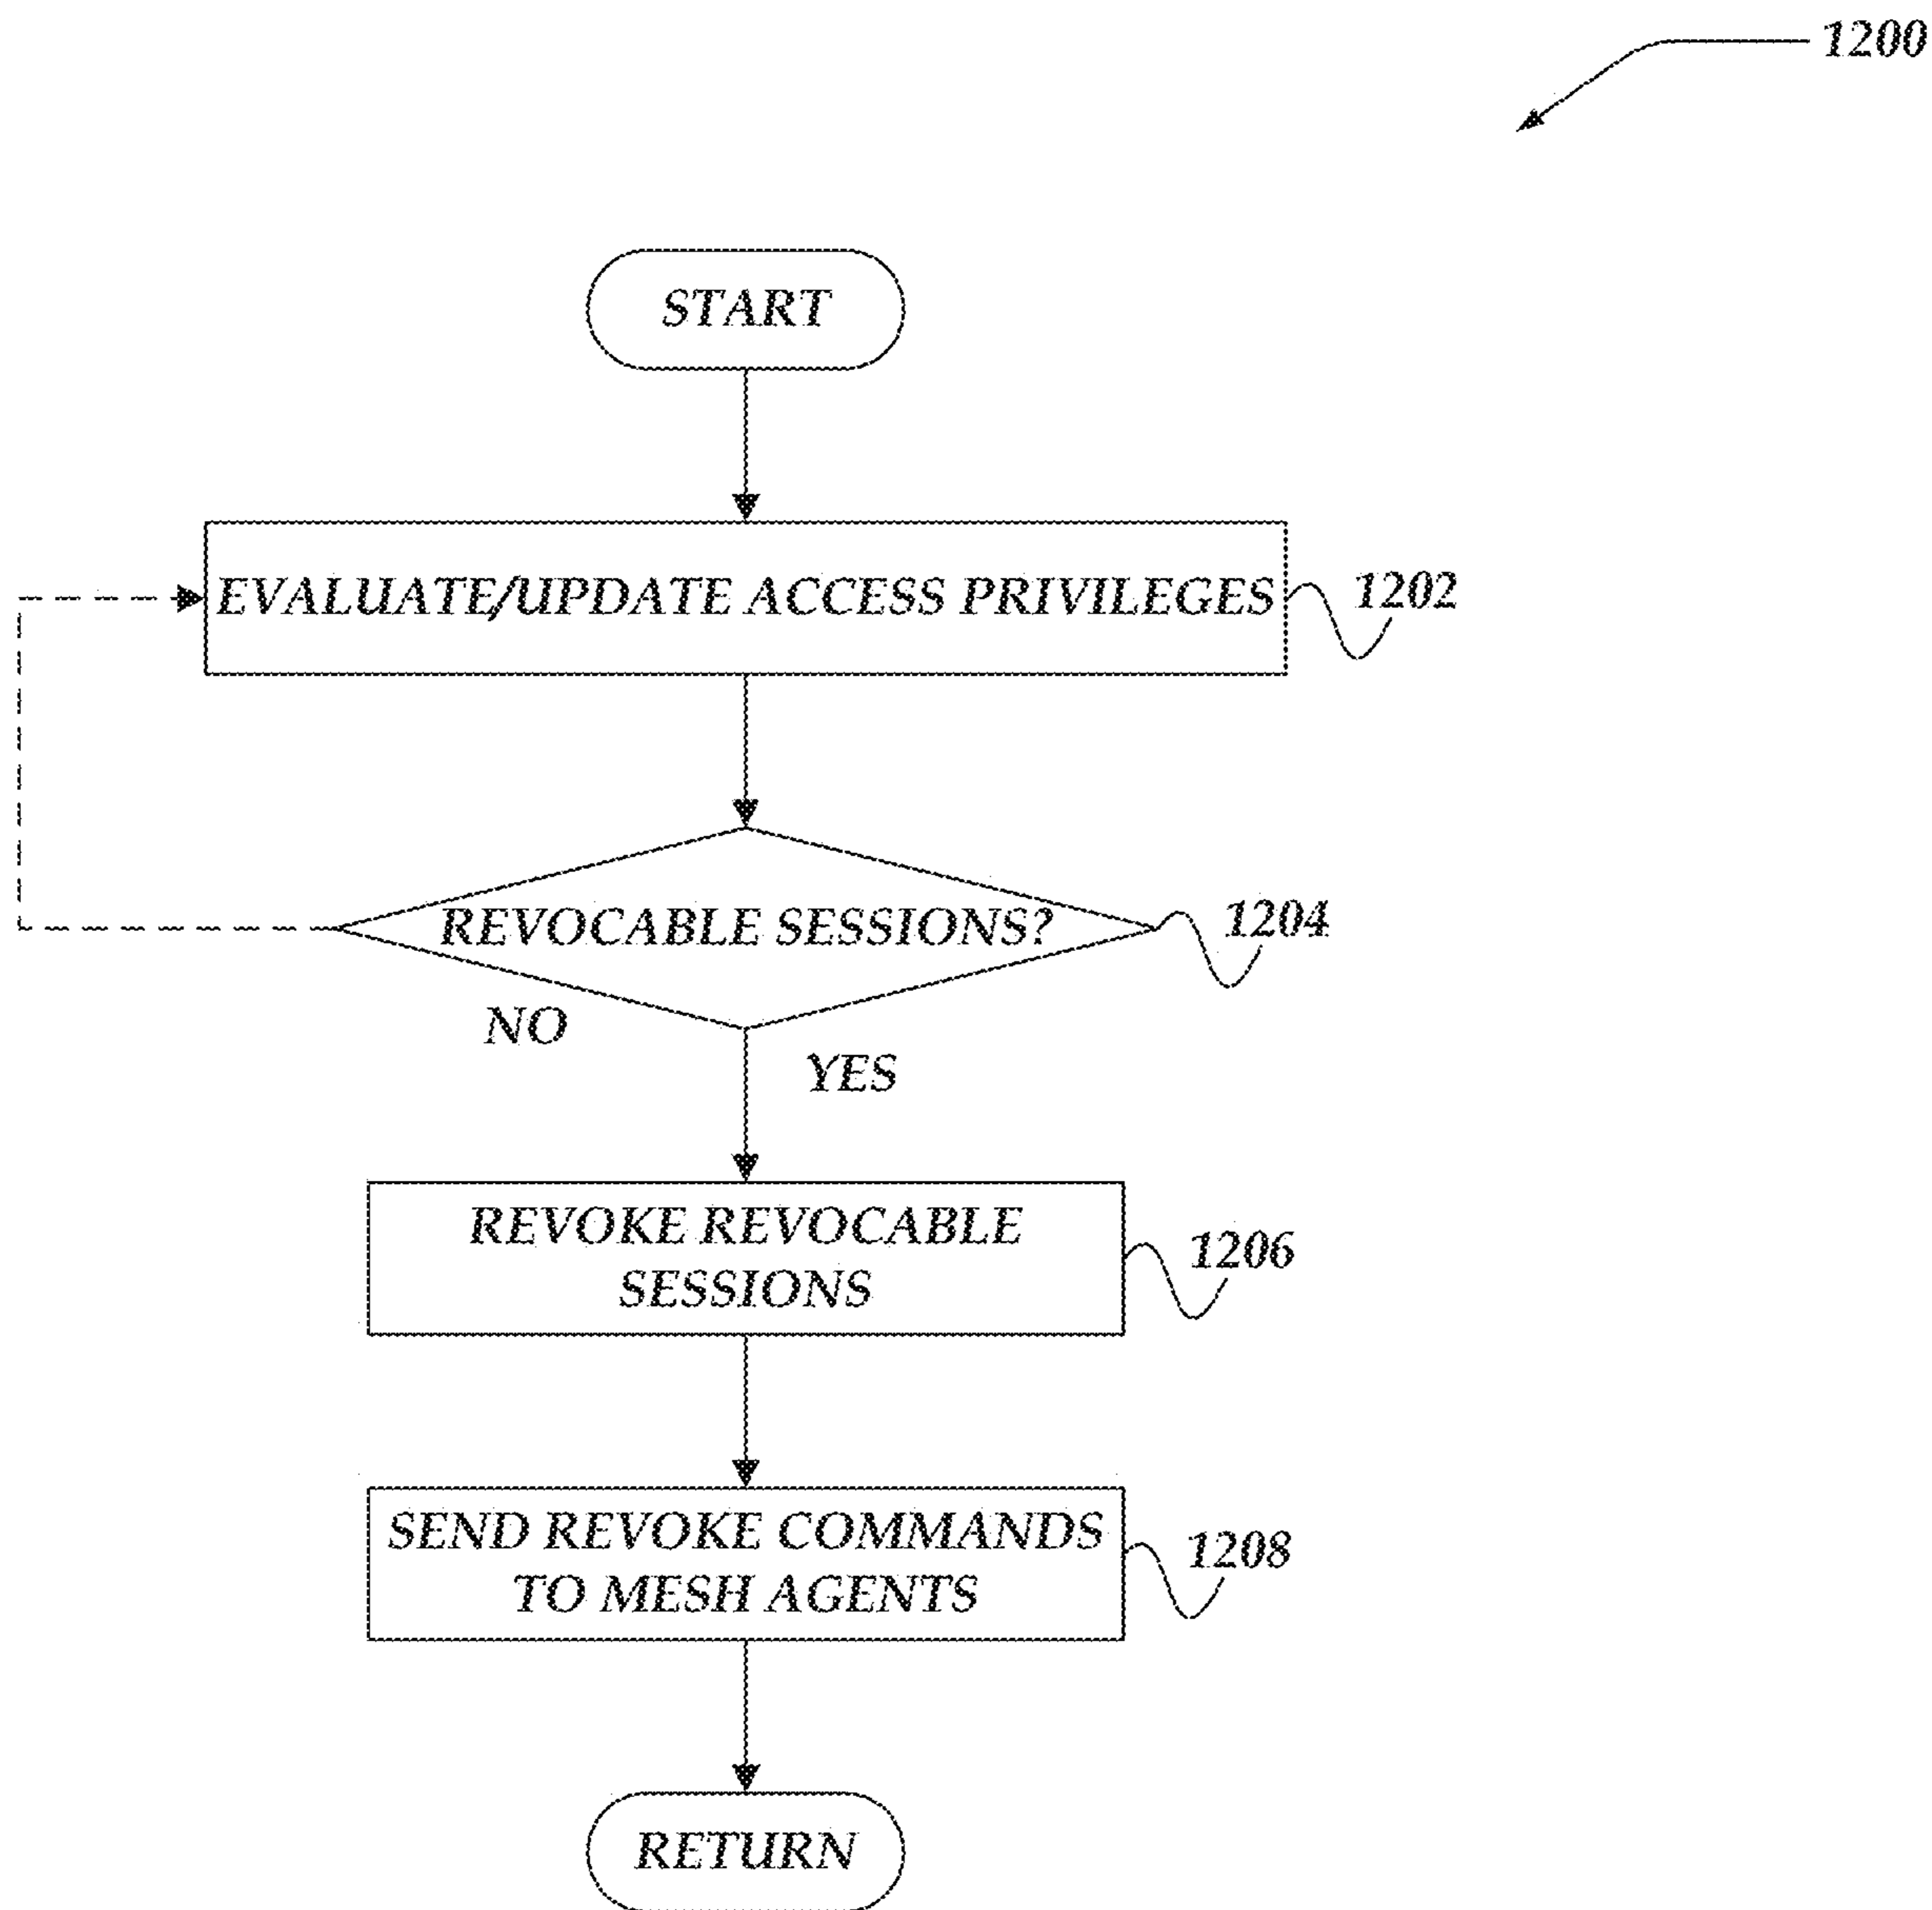 1200
START
EVALUATE/UPDATE ACCESS PRIVILEGES
1202
REVOCABLE SESSIONS?
1204
NO
YES
REVOKE REVOCABLE
SESSIONS
1206
SEND REVOKE COMMANDS
TO MESH AGENTS
1208
RETURN